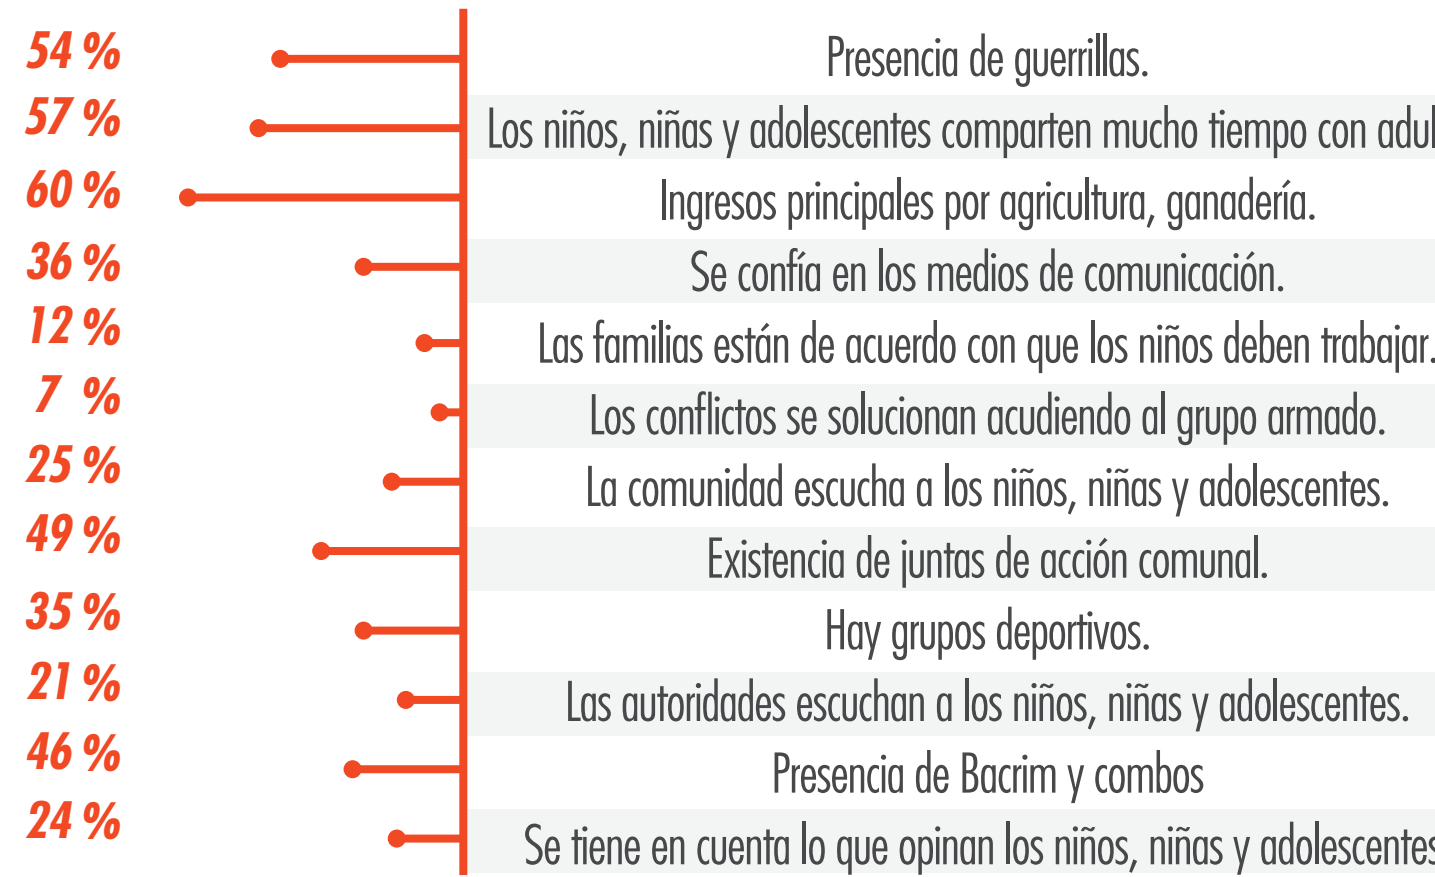 54 % Presencia de guerrillas.
57 % Los niños, niñas y adolescentes comparten mucho tiempo con
60 % Ingresos principales por agricultura, ganadería.
36 % Se confía en los medios de comunicación.
12 % Las familias están de acuerdo con que los niños deben trabajar.
7 % Los conflictos se solucionan acudiendo al grupo armado.
25 % La comunidad escucha a los niños, niñas y adolescentes.
49 % Existencia de juntas de acción comunal.
35 % Hay grupos deportivos.
21 % Las autoridades escuchan a los niños, niñas y adolescentes.
46 % Presencia de Bacrim y combos
24 % Se tiene en cuenta lo que opinan los niños, niñas y adolescentes